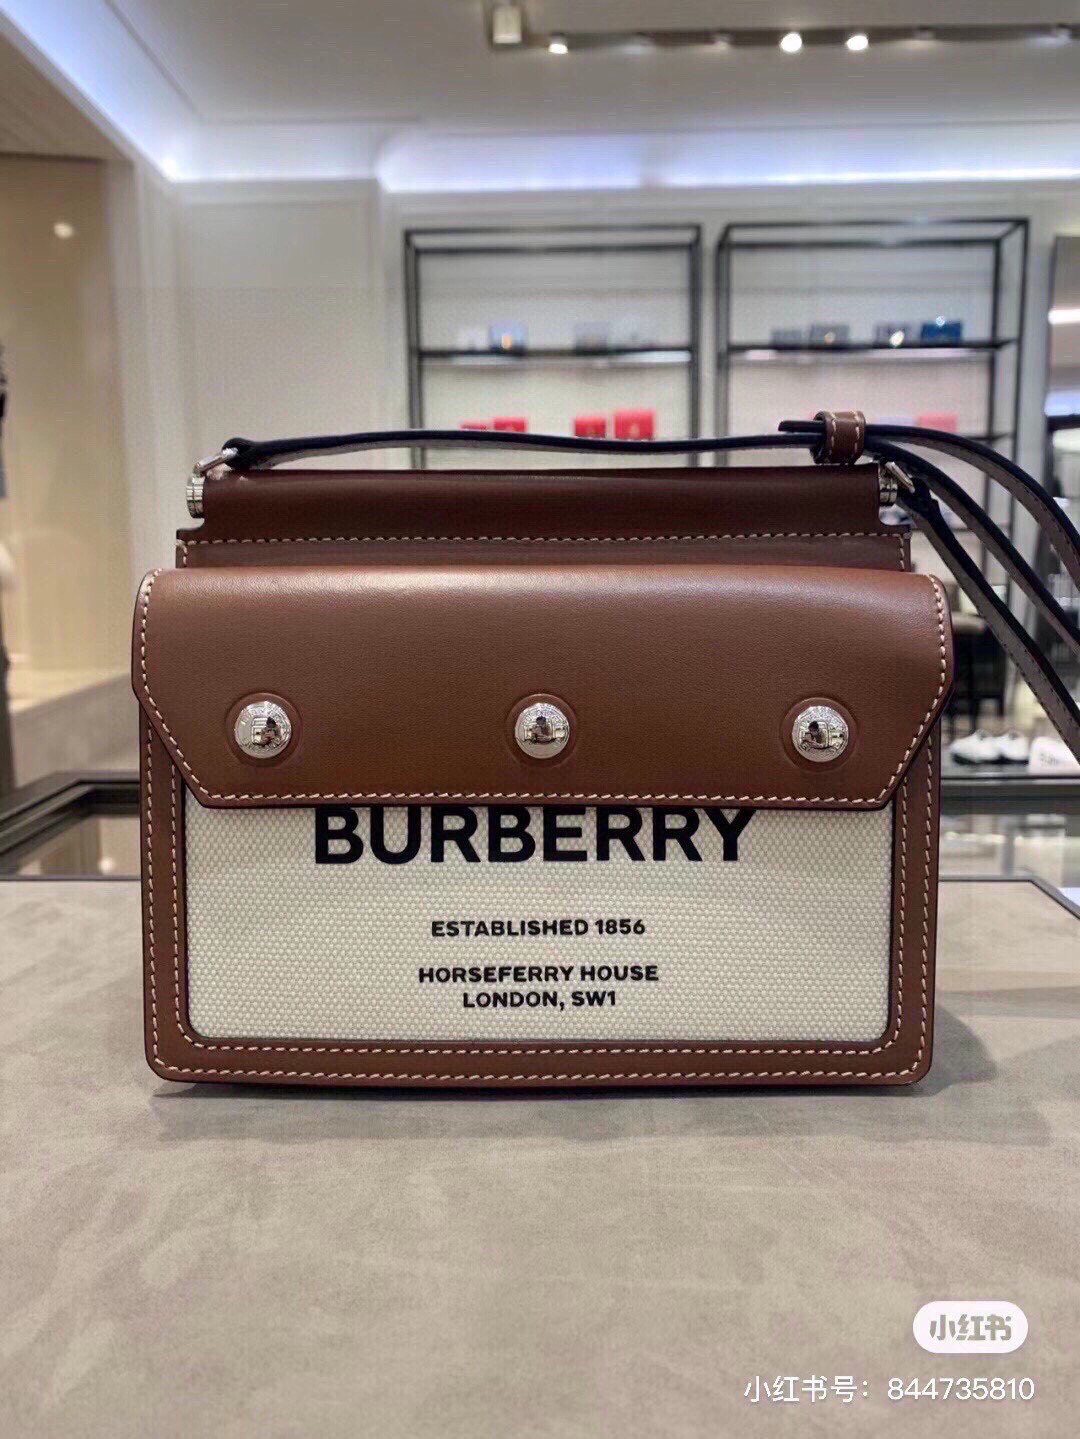 BURBERRY
ESTABLISHED 1856
HORSEFERRY HOUSE
LONDON, SW1
小红书
小红书号：844735810